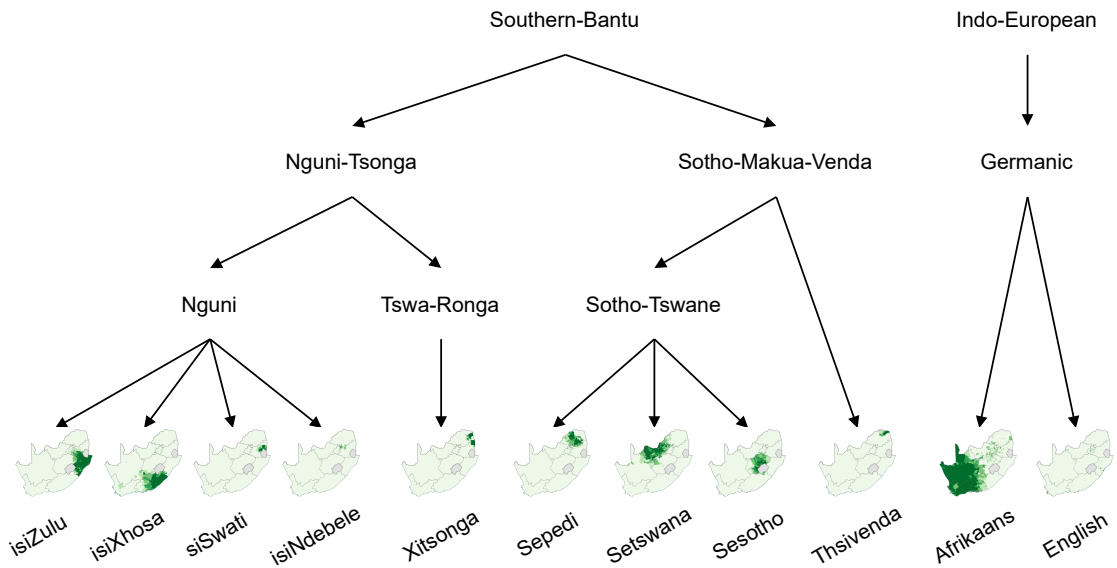 Southern-Bantu
Indo-European
Nguni-Tsonga
Sotho-Makua-Venda
Germanic
Nguni
Tswa-Ronga
Sotho-Tswane
isiZulu
isiXhosa
siSwati
isiNdebele
Xitsonga
Sepedi
Setswana
Sesotho
Thsivenda
Afrikaans
English